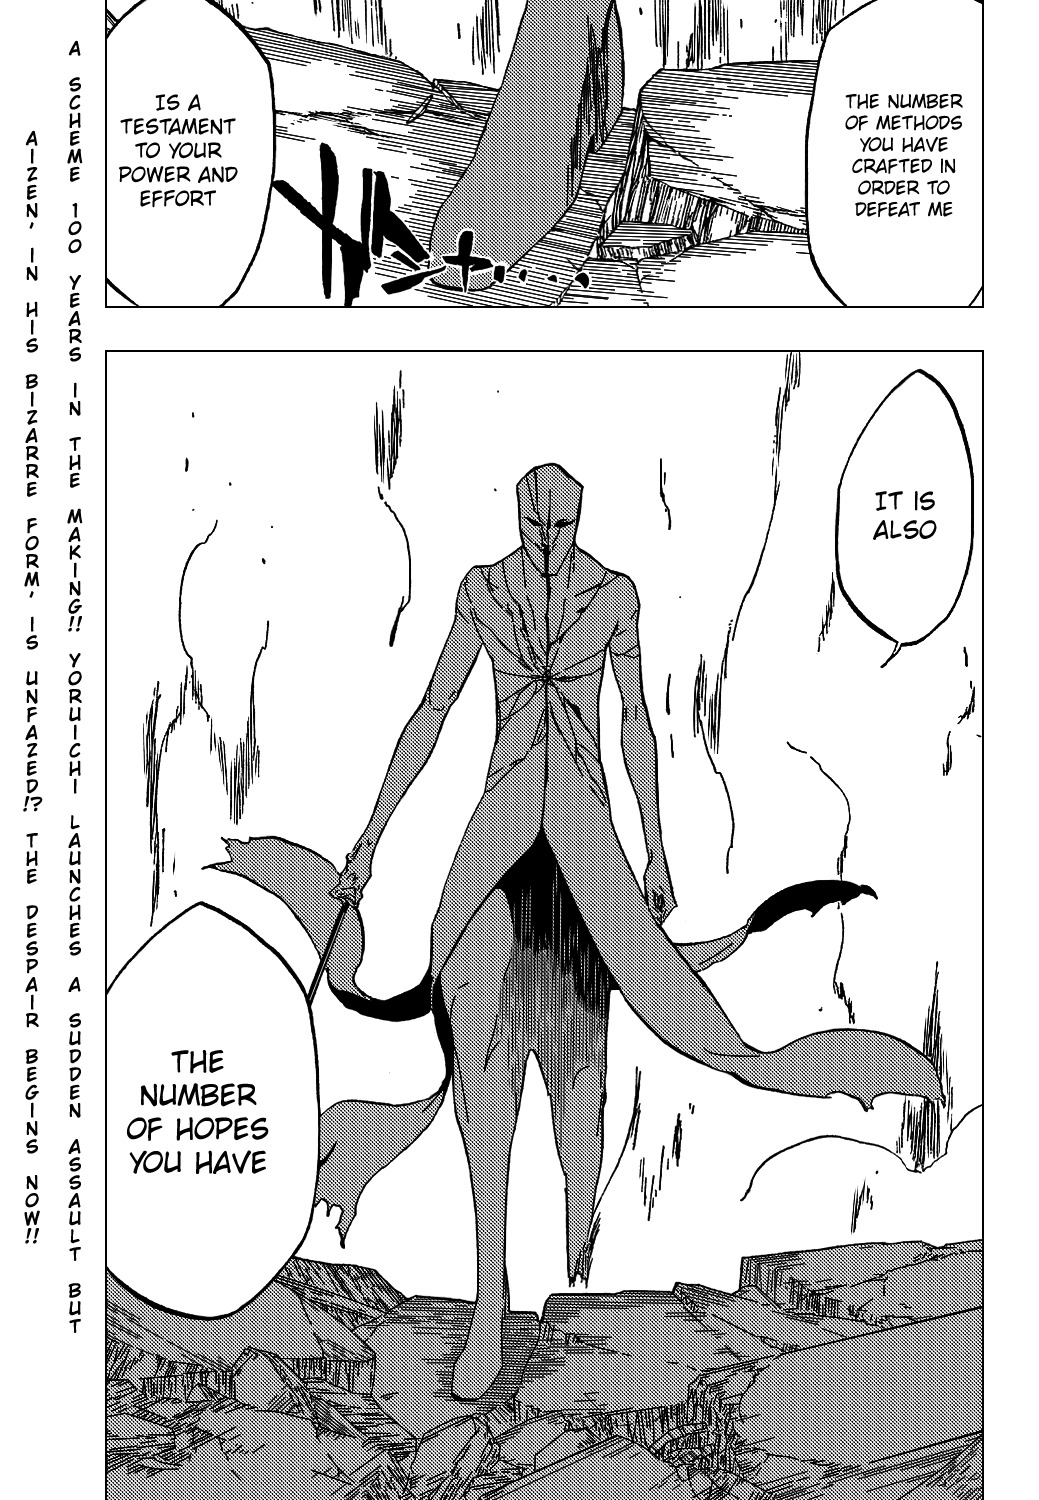 THE NUMBER
OF METHODS
YOU HAVE
CRAFTED IN
ORDER TO
DEFEAT ME
IS A
TESTAMENT
TO YOUR
POWER AND
EFFORT
IT IS
ALSO
THE
NUMBER
OF HOPES
YOU HAVE
A SCHEME 100 YEARS IN THE MAKING!! YORUICHI LAUNCHES A SUDDEN ASSAULT BUT
AIZEN, IN HIS BIZARRE FORM, IS UNFAZED!? THE DESPAIR BEGINS NOW!!